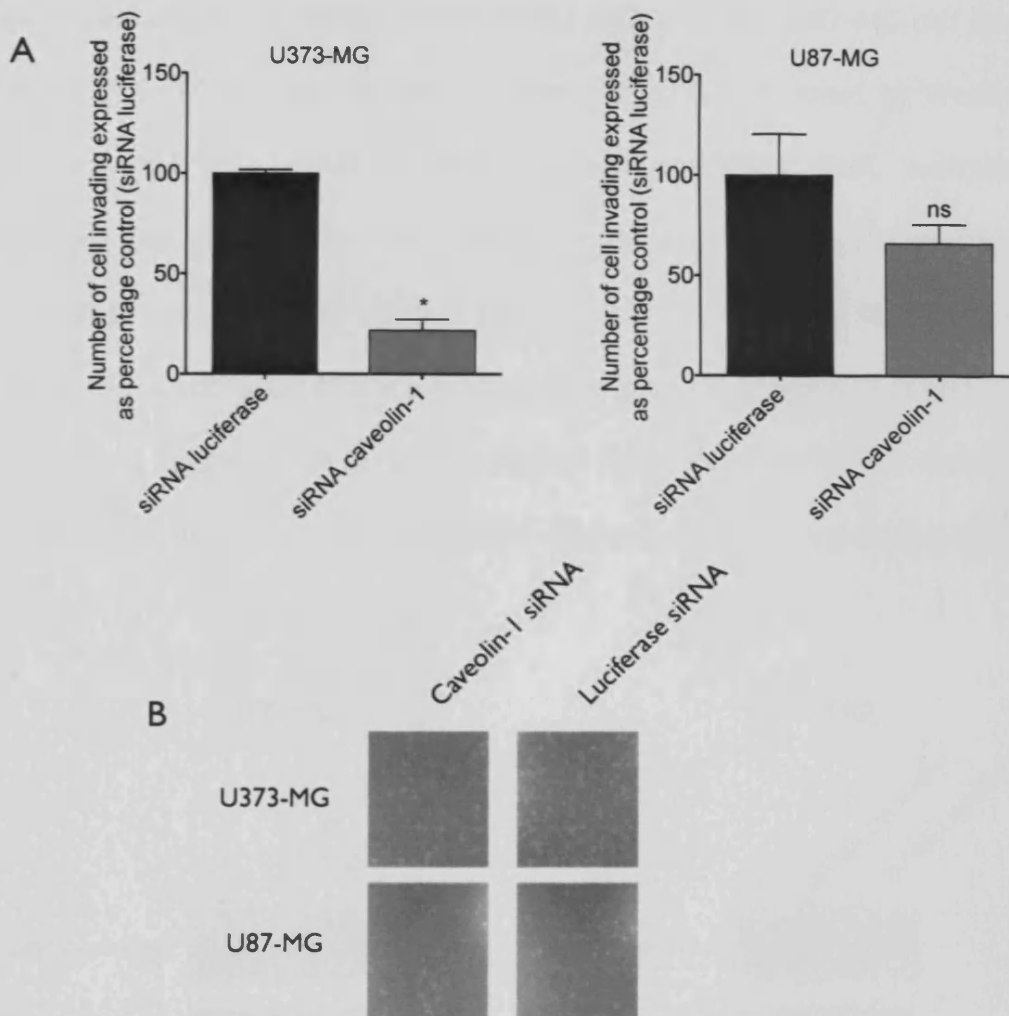 A
U373-MG
Number of cell invading expressed
as percentage control (siRNA luciferase)
150
100
50
0
*
siRNA luciferase
siRNA caveolin-1
U87-MG
Number of cell invading expressed
as percentage control (siRNA luciferase)
150
100
50
0
ns
siRNA luciferase
siRNA caveolin-1
B
Caveolin-1 siRNA
Luciferase siRNA
U373-MG
U87-MG